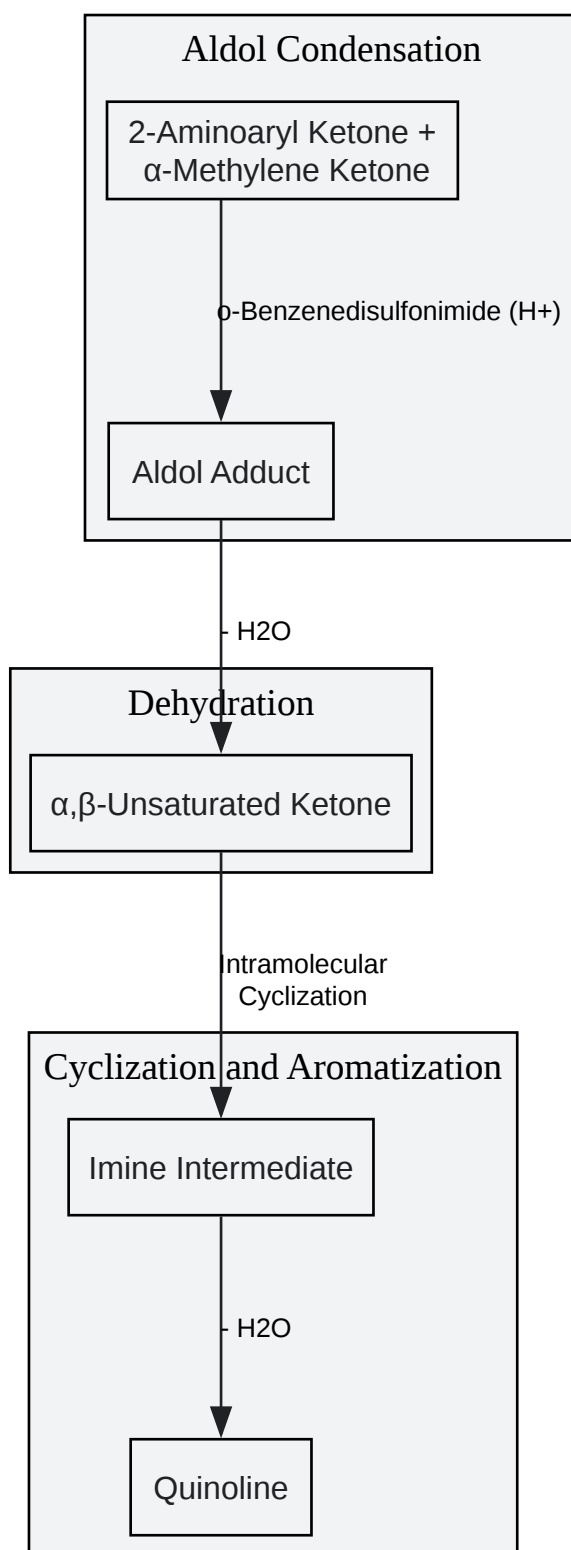 Aldol Condensation
2-Aminoaryl Ketone +
α-Methylene Ketone
o-Benzenedisulfonimide (H+)
Aldol Adduct
- H2O
Dehydration
α,β-Unsaturated Ketone
Intramolecular
Cyclization
Cyclization and Aromatization
Imine Intermediate
- H2O
Quinoline